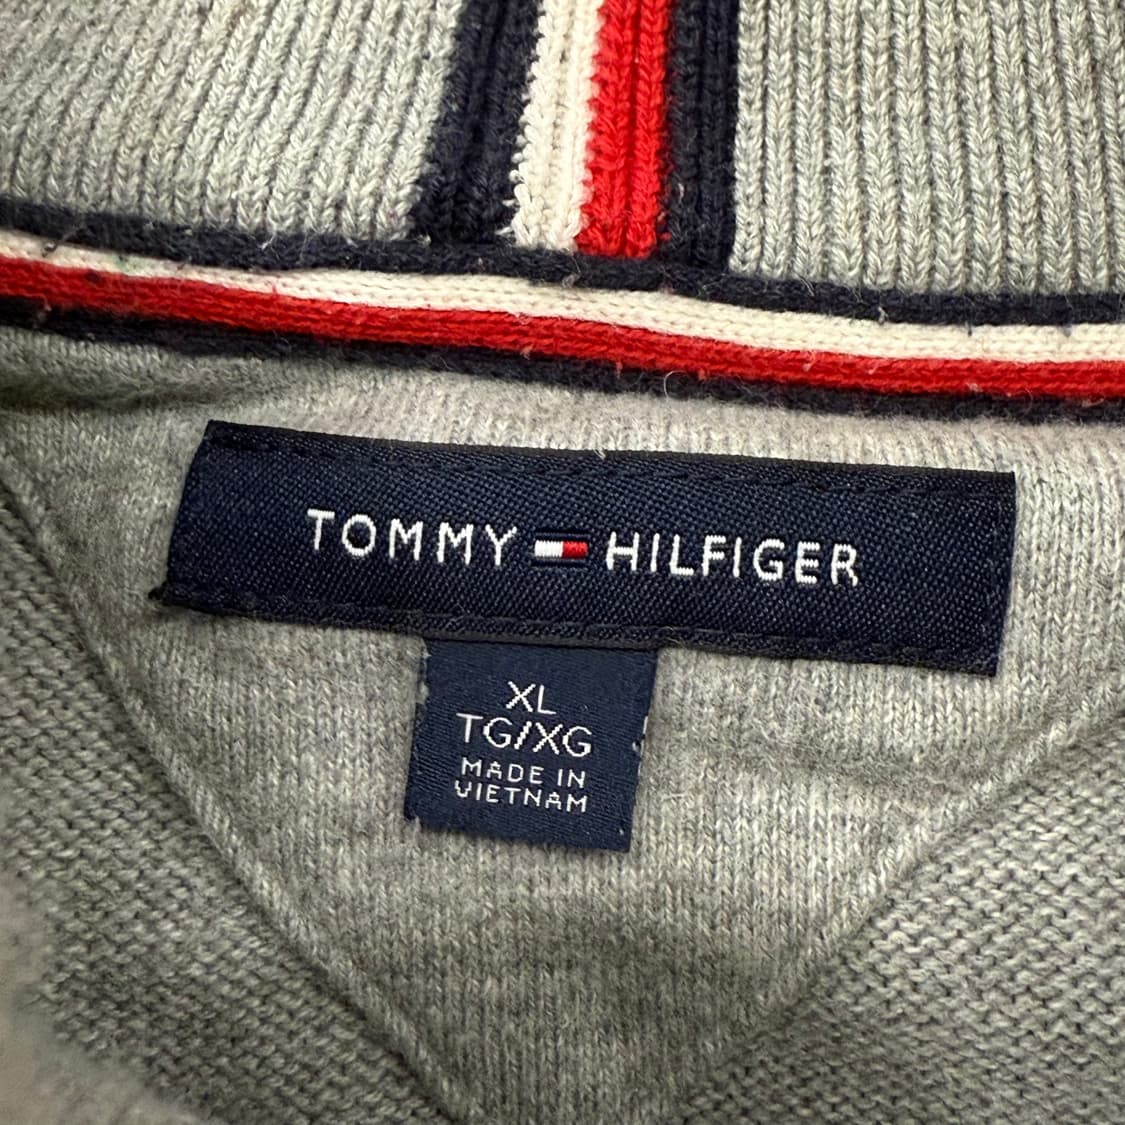 TOMMY HILFIGER
XL
TG/XG
MADE IN
VIETNAM